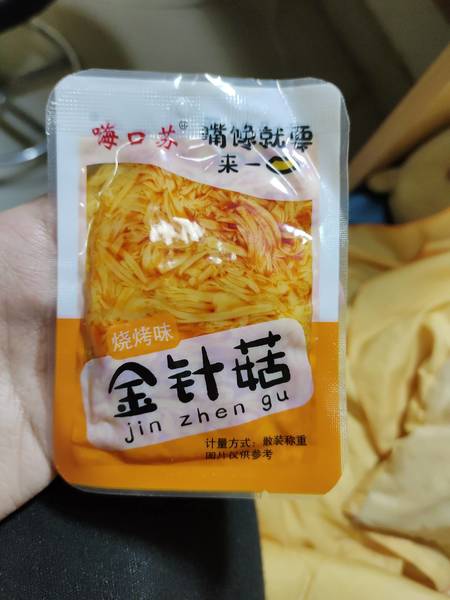 嗨口苏
嘴馋就要
来一
烧烤味
金针菇
jin zhen gu
计量方式：散装称重
图片仅供参考